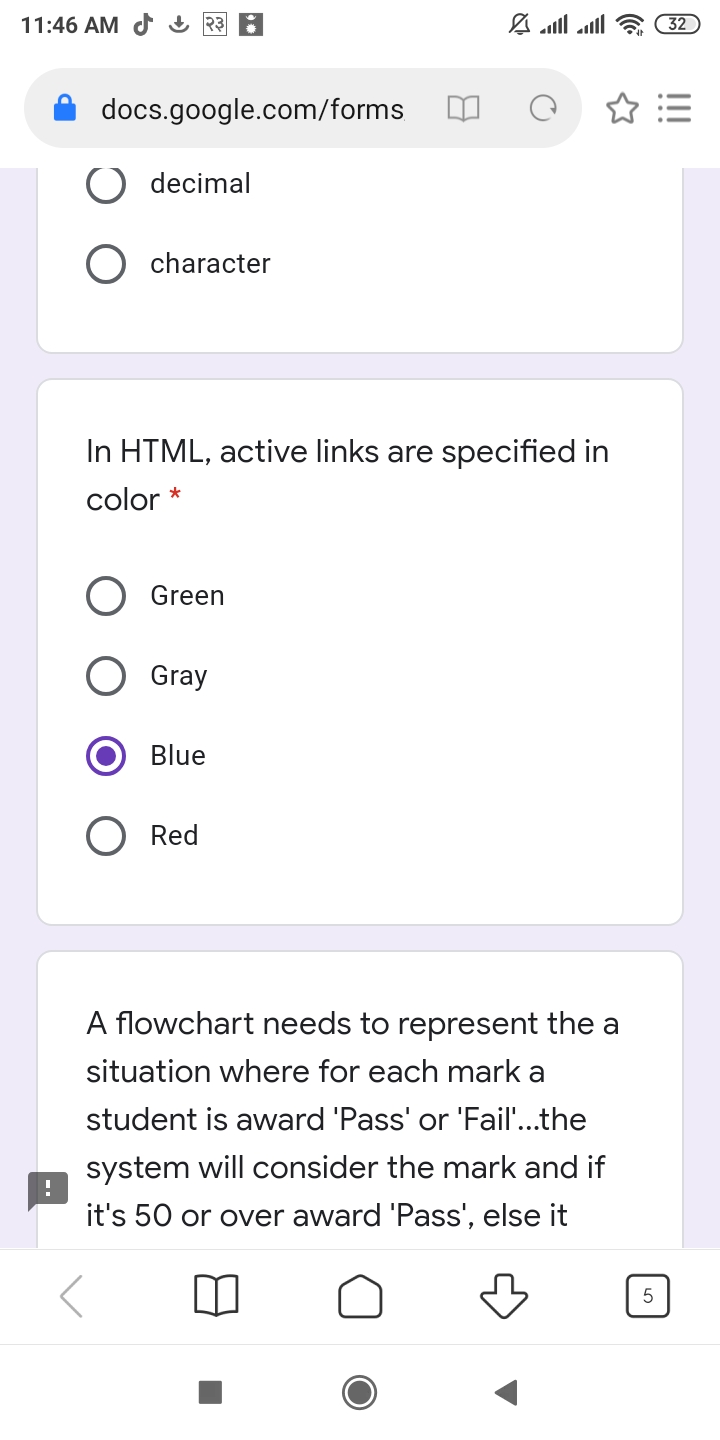 11:46 AM २३ 32
docs.google.com/forms
decimal
character
In HTML, active links are specified in
color *
Green
Gray
Blue
Red
A flowchart needs to represent the a
situation where for each mark a
student is award 'Pass' or 'Fail'...the
system will consider the mark and if
it's 50 or over award 'Pass', else it
5